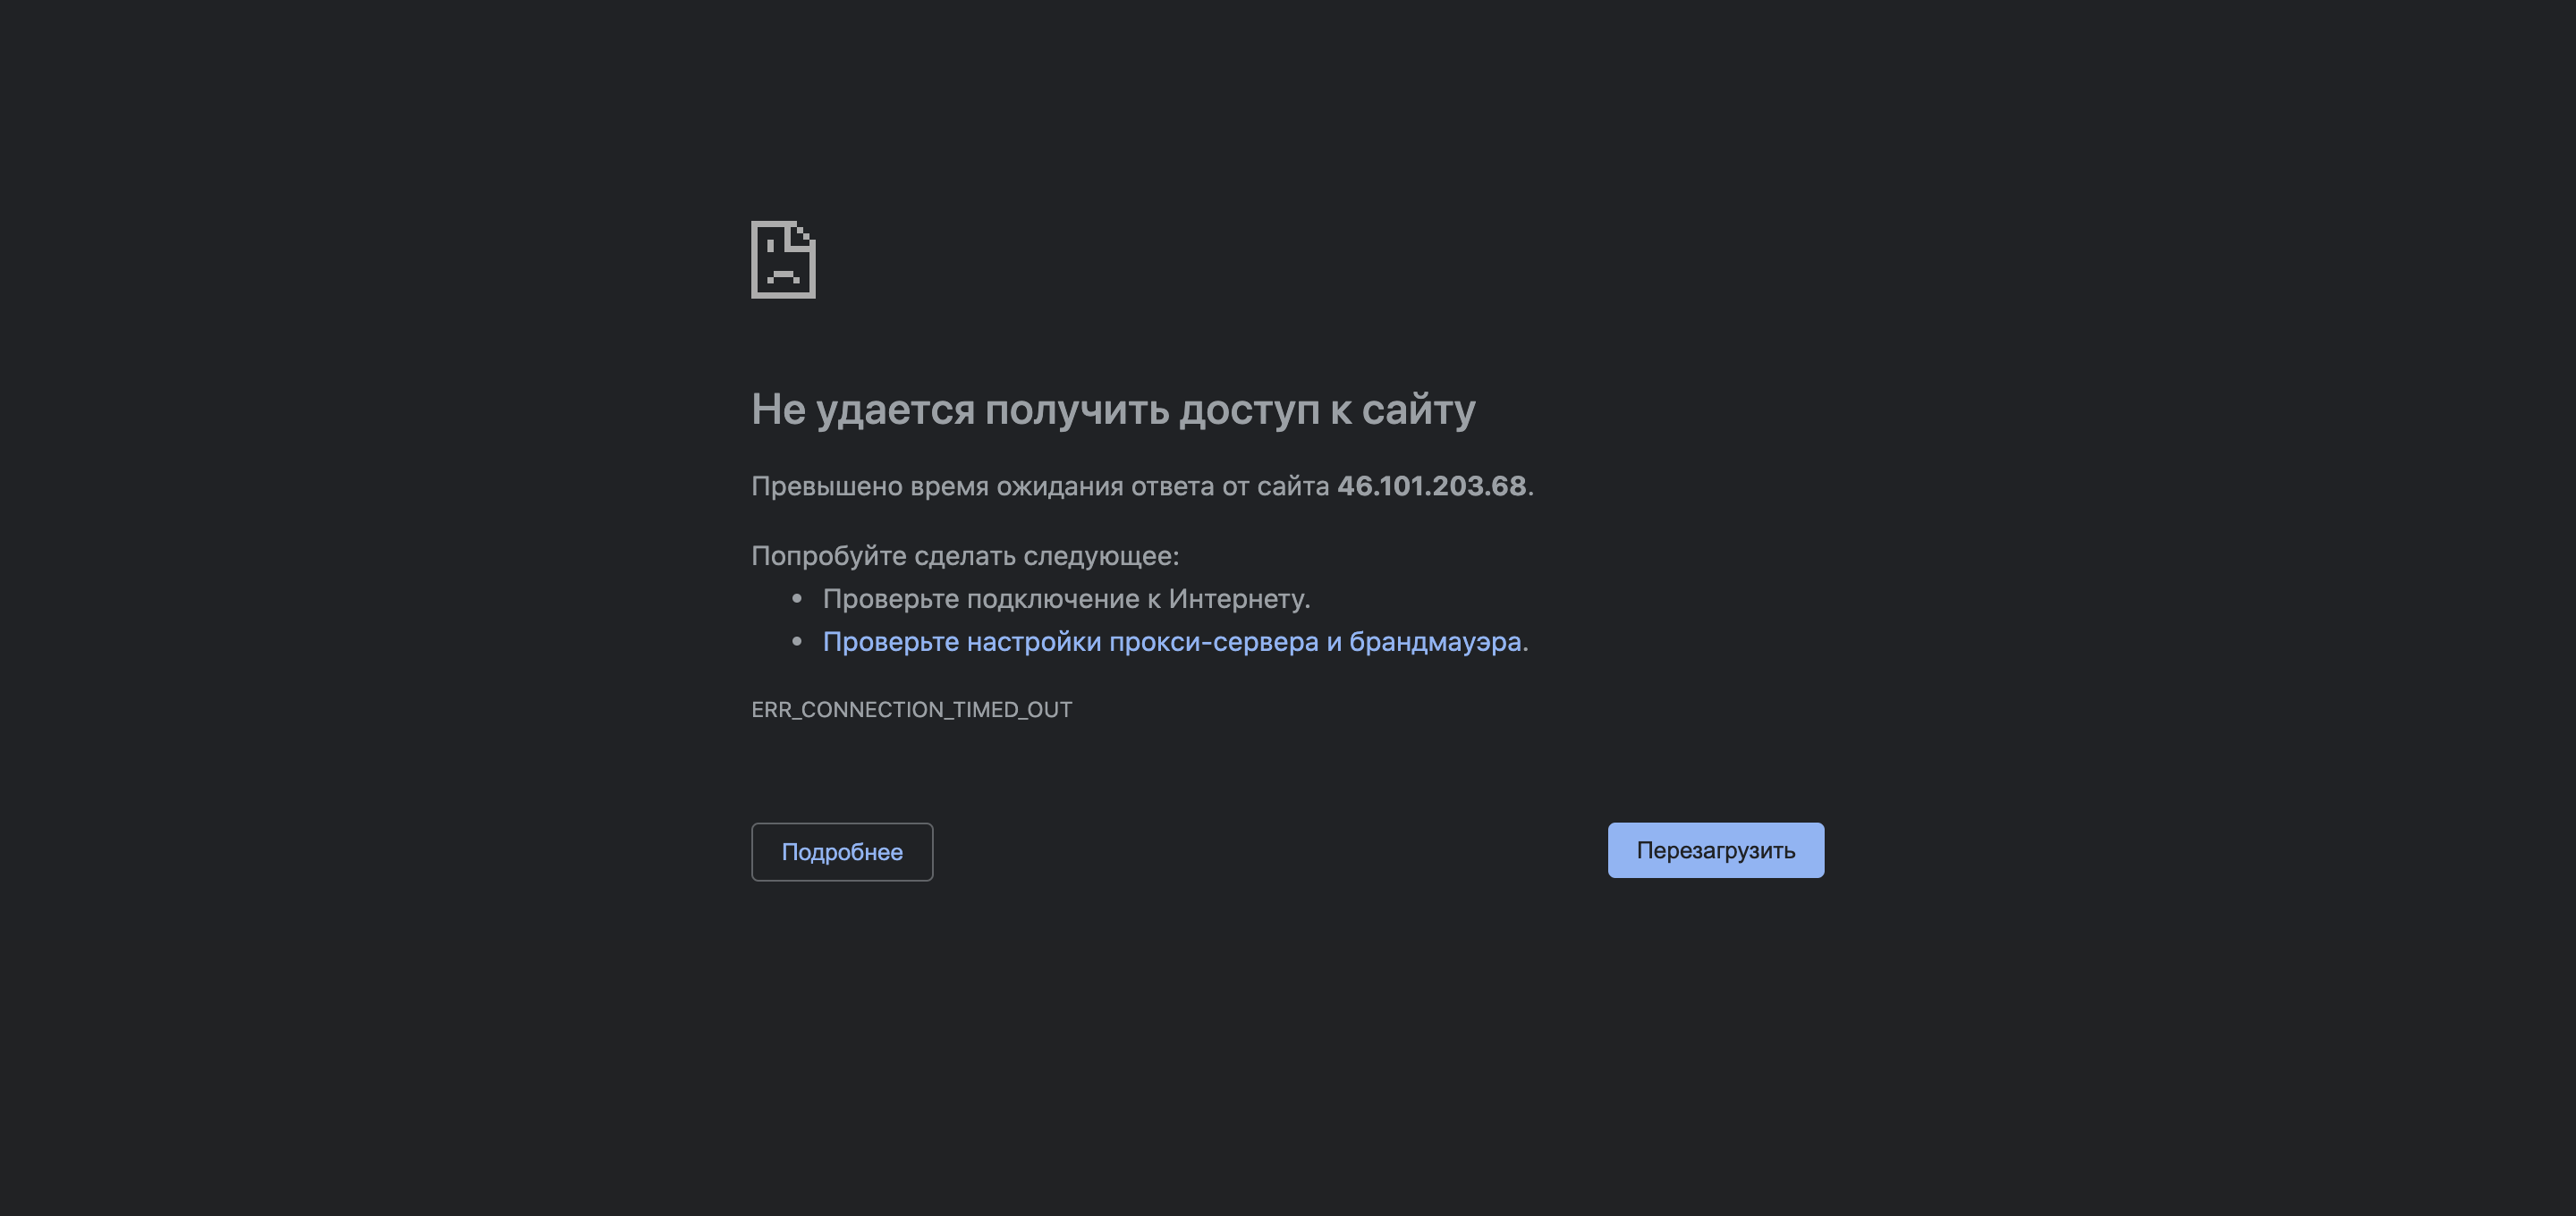 Не удается получить доступ к сайту
Превышено время ожидания ответа от сайта 46.101.203.68.
Попробуйте сделать следующее:
• Проверьте подключение к Интернету.
• Проверьте настройки прокси-сервера и брандмауэра.
ERR_CONNECTION_TIMED_OUT
Подробнее
Перезагрузить